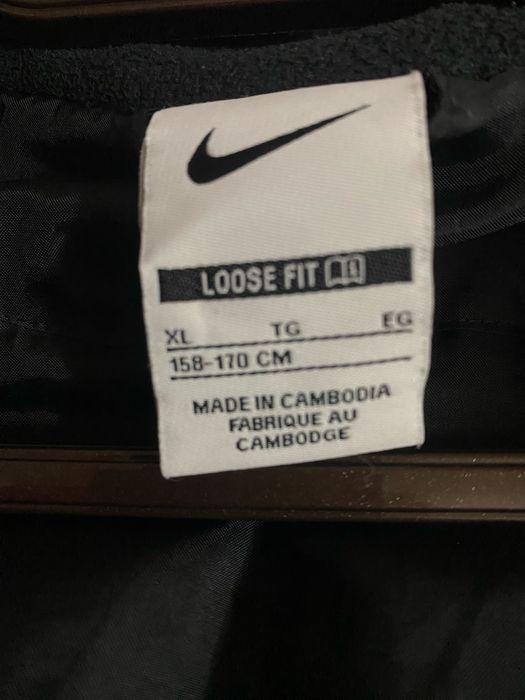 LOOSE FIT
XL TG EG
158-170 CM
MADE IN CAMBODIA
FABRIQUE AU
CAMBODGE